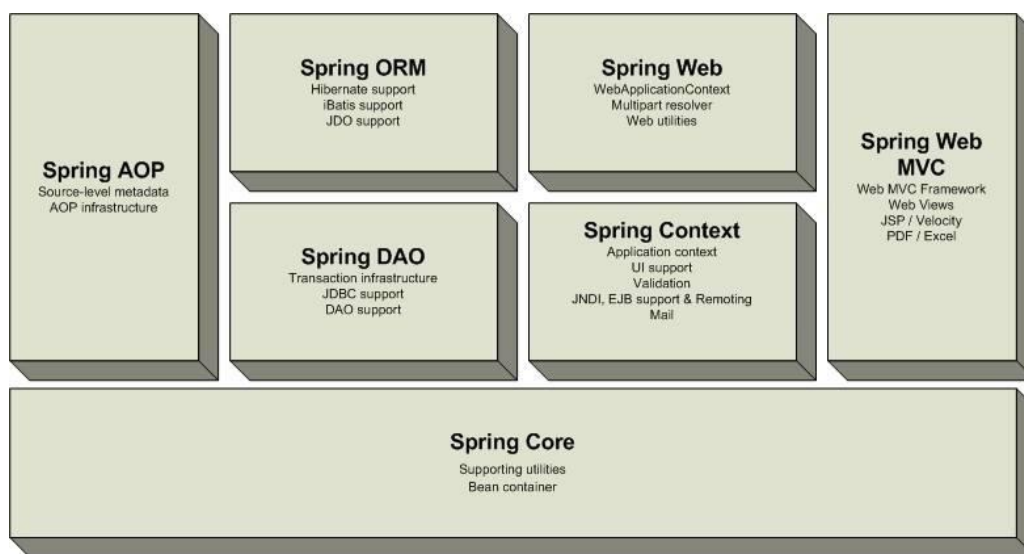 Spring AOP
Source-level metadata
AOP infrastructure
Spring ORM
Hibernate support
iBatis support
JDO support
Spring Web
WebApplicationContext
Multipart resolver
Web utilities
Spring Web
MVC
Web MVC Framework
Web Views
JSP / Velocity
PDF / Excel
Spring DAO
Transaction infrastructure
JDBC support
DAO support
Spring Context
Application context
UI support
Validation
JNDI, EJB support & Remoting
Mail
Spring Core
Supporting utilities
Bean container